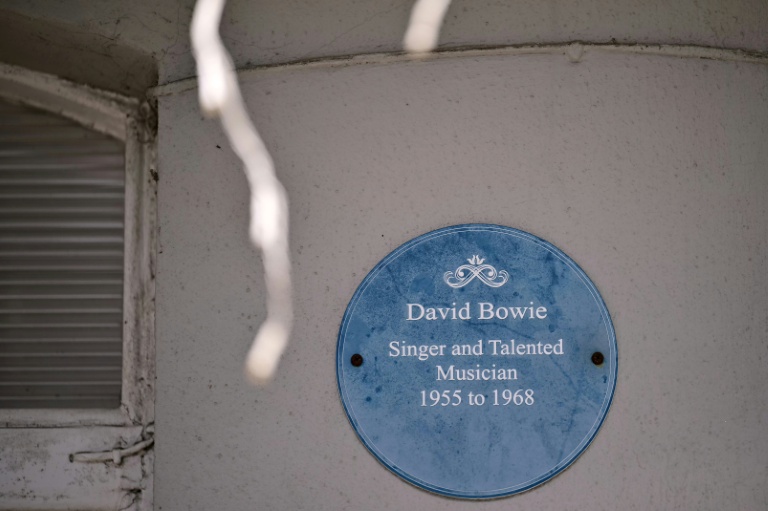 David Bowie
Singer and Talented
Musician
1955 to 1968